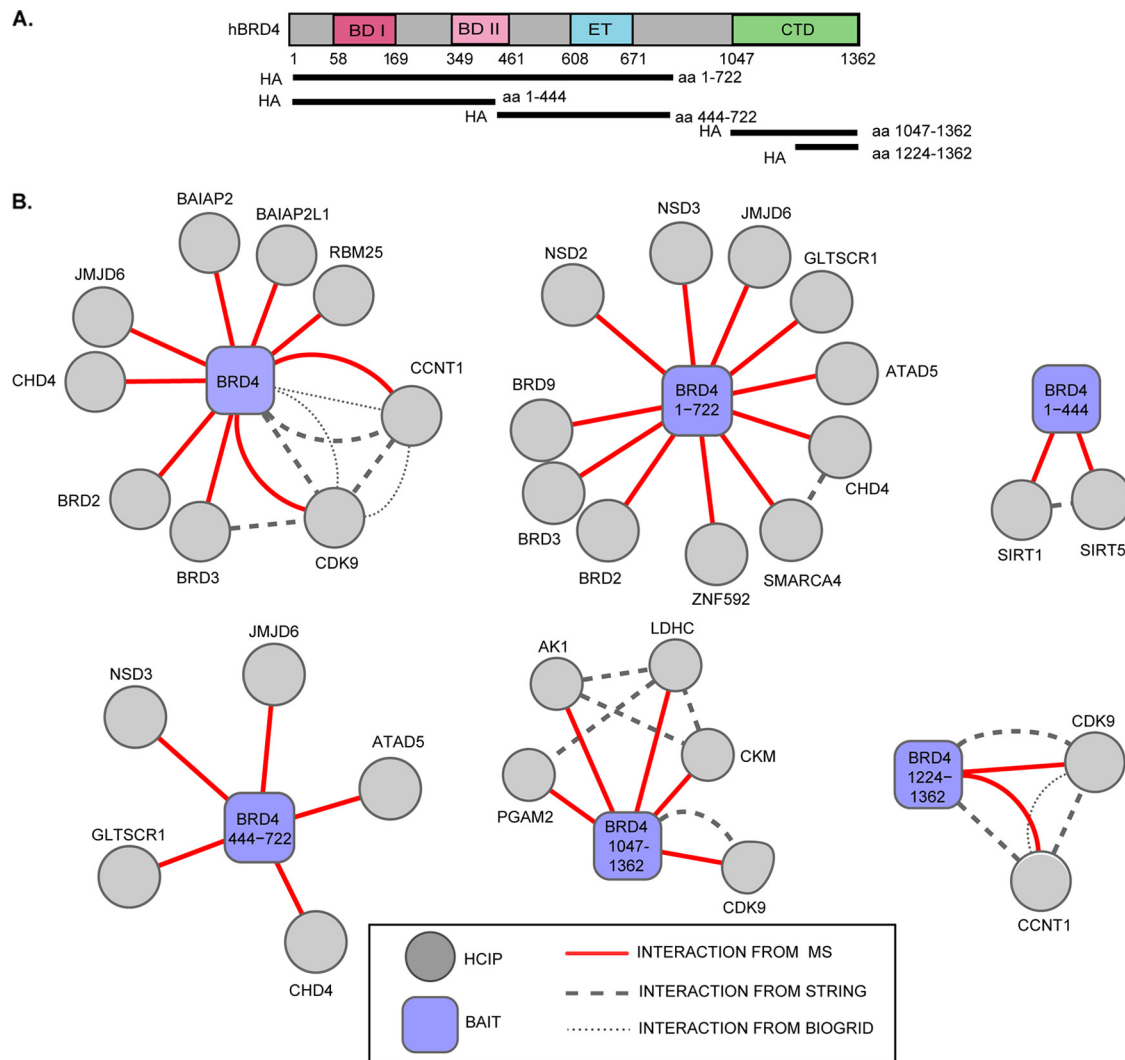 A.
hBRD4
BD I
BD II
ET
CTD
1 58 169 349 461 608 671 1047 1362
HA
aa 1-722
HA
aa 1-444
HA
aa 444-722
HA
aa 1047-1362
HA
aa 1224-1362
B.
BAIAP2
BAIAP2L1
RBM25
JMJD6
CHD4
BRD4
CCNT1
BRD2
BRD3
CDK9
NSD3
JMJD6
NSD2
GLTSCR1
ATAD5
BRD4
1−722
BRD9
CHD4
BRD3
BRD2
ZNF592
SMARCA4
BRD4
1−444
SIRT1
SIRT5
JMJD6
NSD3
ATAD5
BRD4
444−722
GLTSCR1
CHD4
LDHC
AK1
CKM
PGAM2
BRD4
1047-
1362
CDK9
CDK9
BRD4
1224−
1362
CCNT1
HCIP
BAIT
INTERACTION FROM MS
INTERACTION FROM STRING
INTERACTION FROM BIOGRID